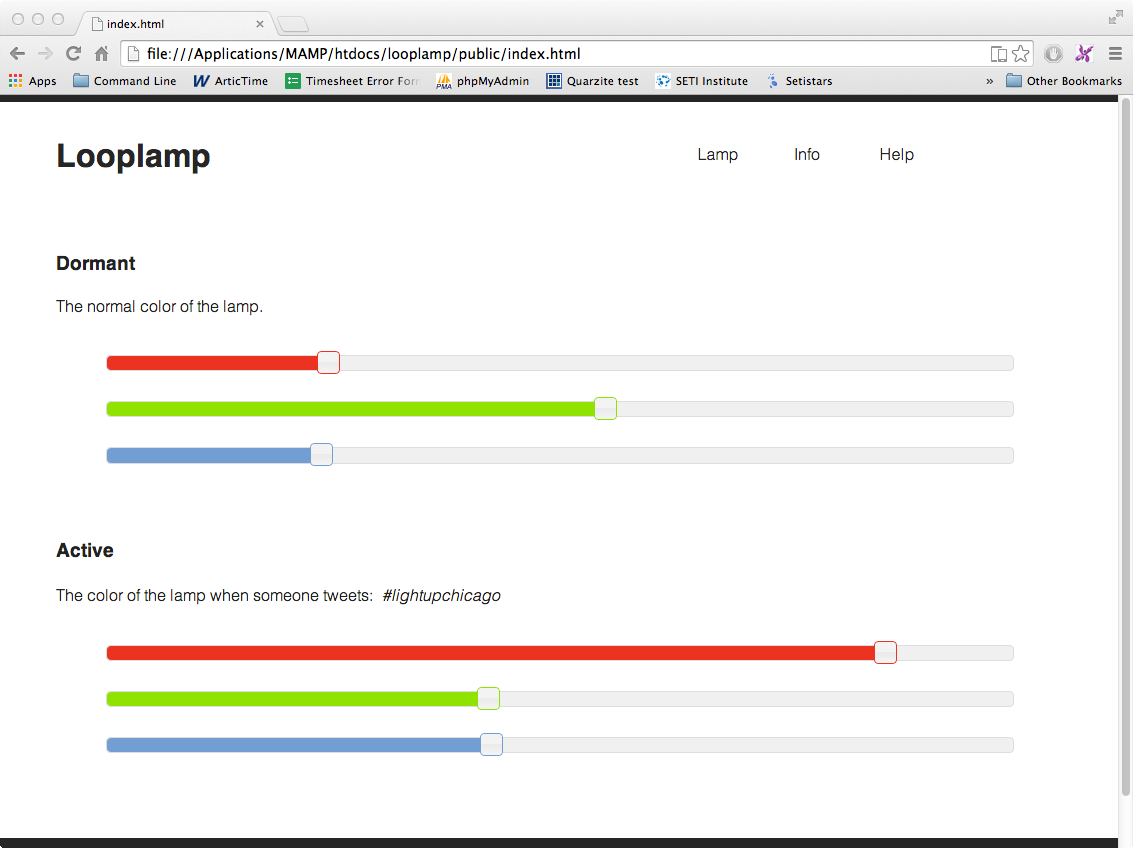 index.html
file:///Applications/MAMP/htdocs/looplamp/public/index.html
Apps Command Line W ArticTime Timesheet Error Form PMA phpMyAdmin Quarzite test SETI Institute Setistars » Other Bookmarks
Looplamp Lamp Info Help
Dormant
The normal color of the lamp.
Active
The color of the lamp when someone tweets: #lightupchicago